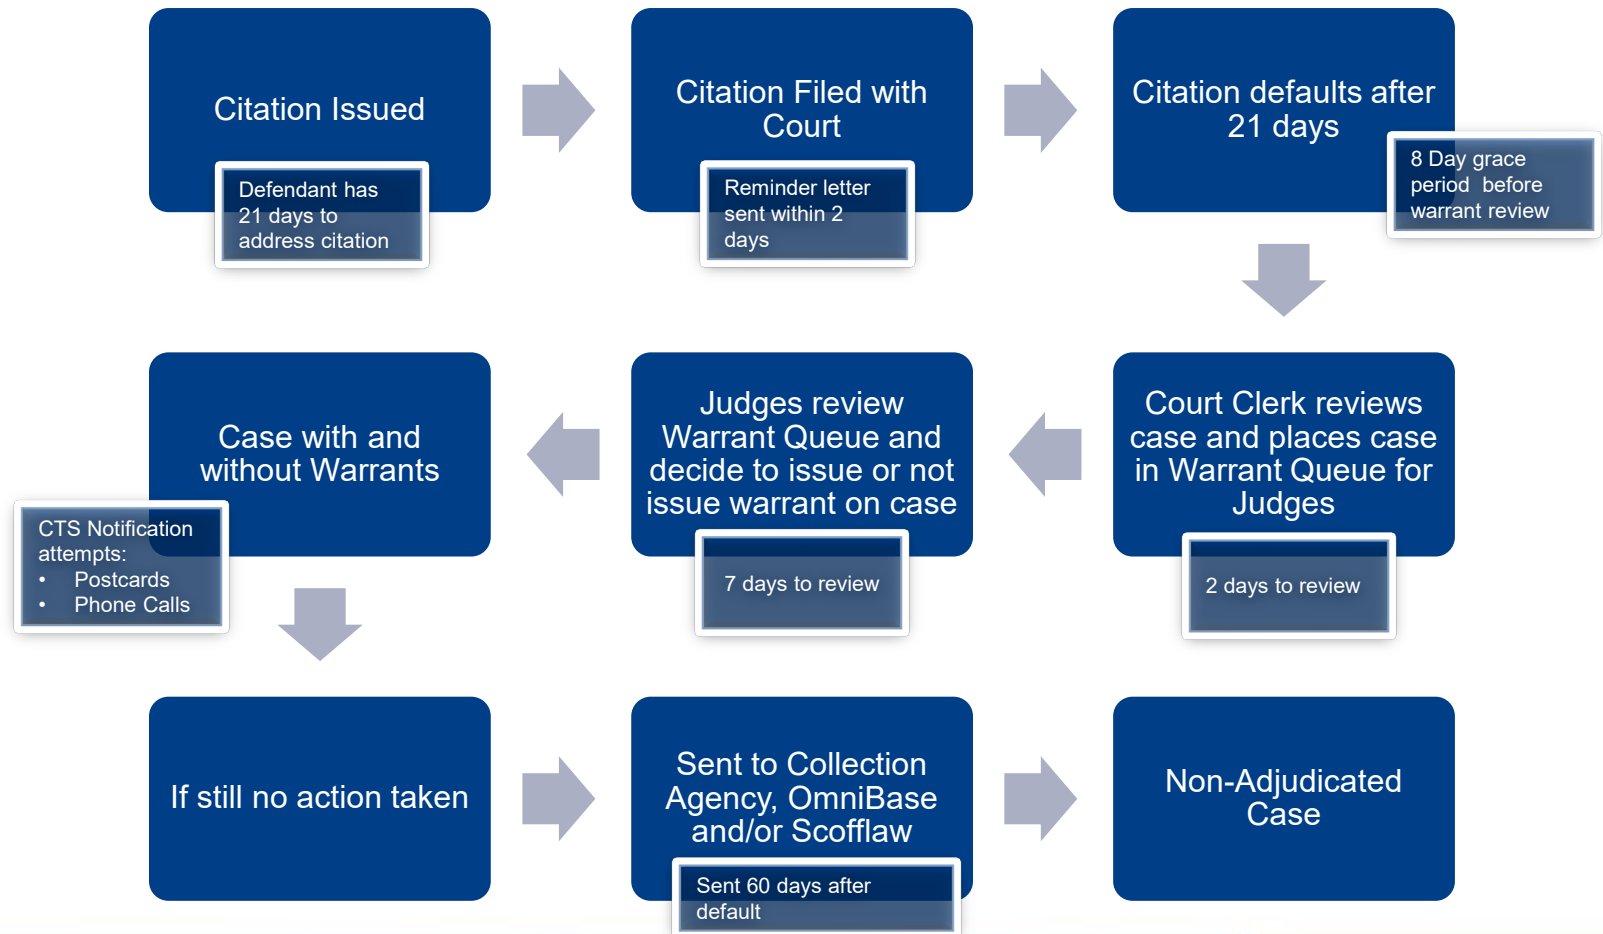 Citation Issued
Defendant has
21 days to
address citation
Citation Filed with
Court
Reminder letter
sent within 2
days
Citation defaults after
21 days
8 Day grace
period before
warrant review
Court Clerk reviews
case and places case
in Warrant Queue for
Judges
2 days to review
Judges review
Warrant Queue and
decide to issue or not
issue warrant on case
7 days to review
Case with and
without Warrants
CTS Notification
attempts:
• Postcards
• Phone Calls
If still no action taken
Sent to Collection
Agency, OmniBase
and/or Scofflaw
Sent 60 days after
default
Non-Adjudicated
Case